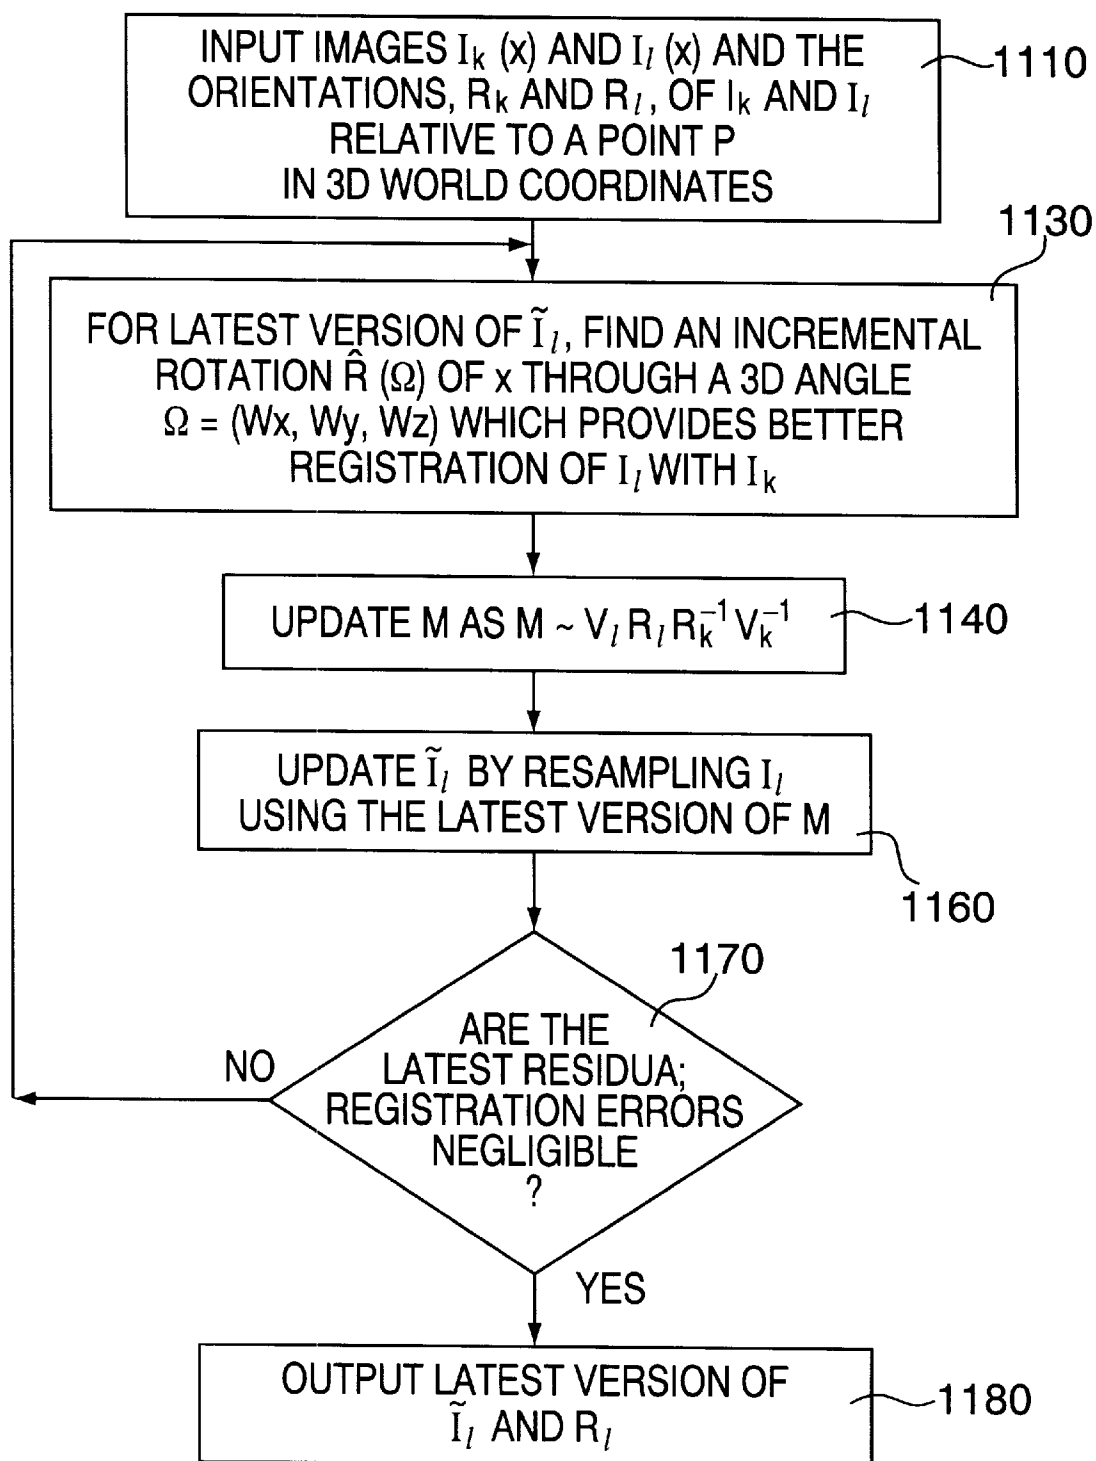 INPUT IMAGES Iₖ (x) AND Iₗ (x) AND THE
ORIENTATIONS, Rₖ AND Rₗ, OF Iₖ AND Iₗ
RELATIVE TO A POINT P
IN 3D WORLD COORDINATES
1110
1130
FOR LATEST VERSION OF Ĩₗ, FIND AN INCREMENTAL
ROTATION R̂ (Ω) OF x THROUGH A 3D ANGLE
Ω = (Wx, Wy, Wz) WHICH PROVIDES BETTER
REGISTRATION OF Iₗ WITH Iₖ
UPDATE M AS M ~ Vₗ Rₗ Rₖ⁻¹ Vₖ⁻¹
1140
UPDATE Ĩₗ BY RESAMPLING Iₗ
USING THE LATEST VERSION OF M
1160
1170
ARE THE
LATEST RESIDUA;
REGISTRATION ERRORS
NEGLIGIBLE
?
NO
YES
OUTPUT LATEST VERSION OF
Ĩₗ AND Rₗ
1180